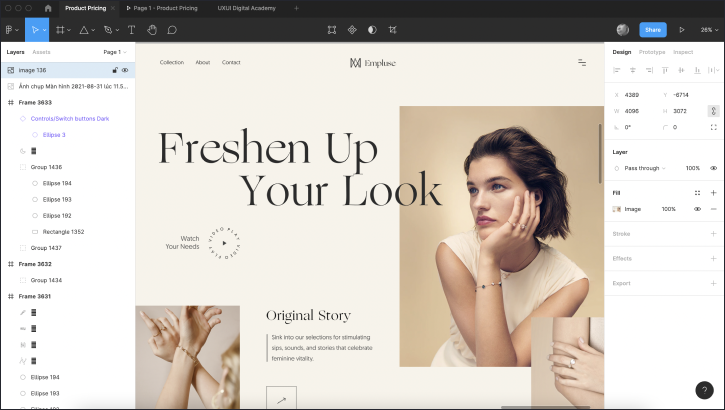 Product Pricing
Page 1 - Product Pricing
UXUI Digital Academy
Share
26%
Layers
Assets
Page 1
image 136
Ảnh chụp Màn hình 2021-08-31 lúc 11.5...
Frame 3633
Controls/Switch buttons Dark
Ellipse 3
Group 1436
Ellipse 194
Ellipse 193
Ellipse 192
Rectangle 1352
Group 1437
Frame 3632
Group 1434
Frame 3631
Ellipse 194
Ellipse 193
Collection
About
Contact
Empluse
Freshen Up
Your Look
Watch
Your Needs
VIDEO PLAY VIDEO PLAY
Original Story
Sink into our selections for stimulating
sips, sounds, and stories that celebrate
feminine vitality.
Design
Prototype
Inspect
X 4389
Y -6714
W 4096
H 3072
0°
0
Layer
Pass through
100%
Fill
Image
100%
Stroke
Effects
Export
?